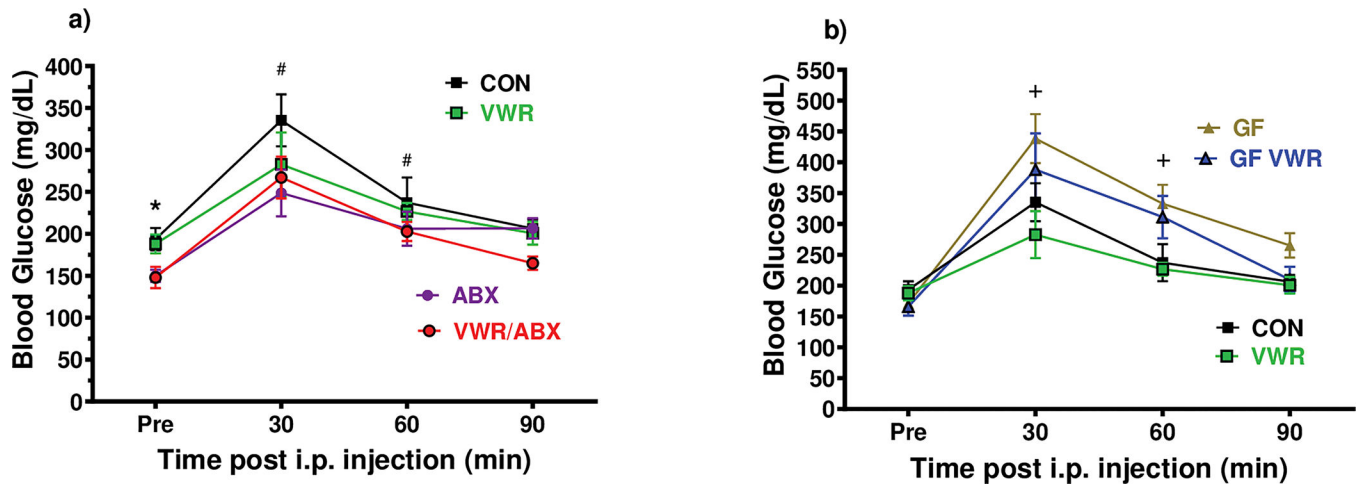 a)
Blood Glucose (mg/dL)
400
350
300
250
200
150
100
50
0
*
#
#
CON
VWR
ABX
VWR/ABX
Pre 30 60 90
Time post i.p. injection (min)
b)
Blood Glucose (mg/dL)
550
500
450
400
350
300
250
200
150
100
50
0
+
+
GF
GF VWR
CON
VWR
Pre 30 60 90
Time post i.p. injection (min)